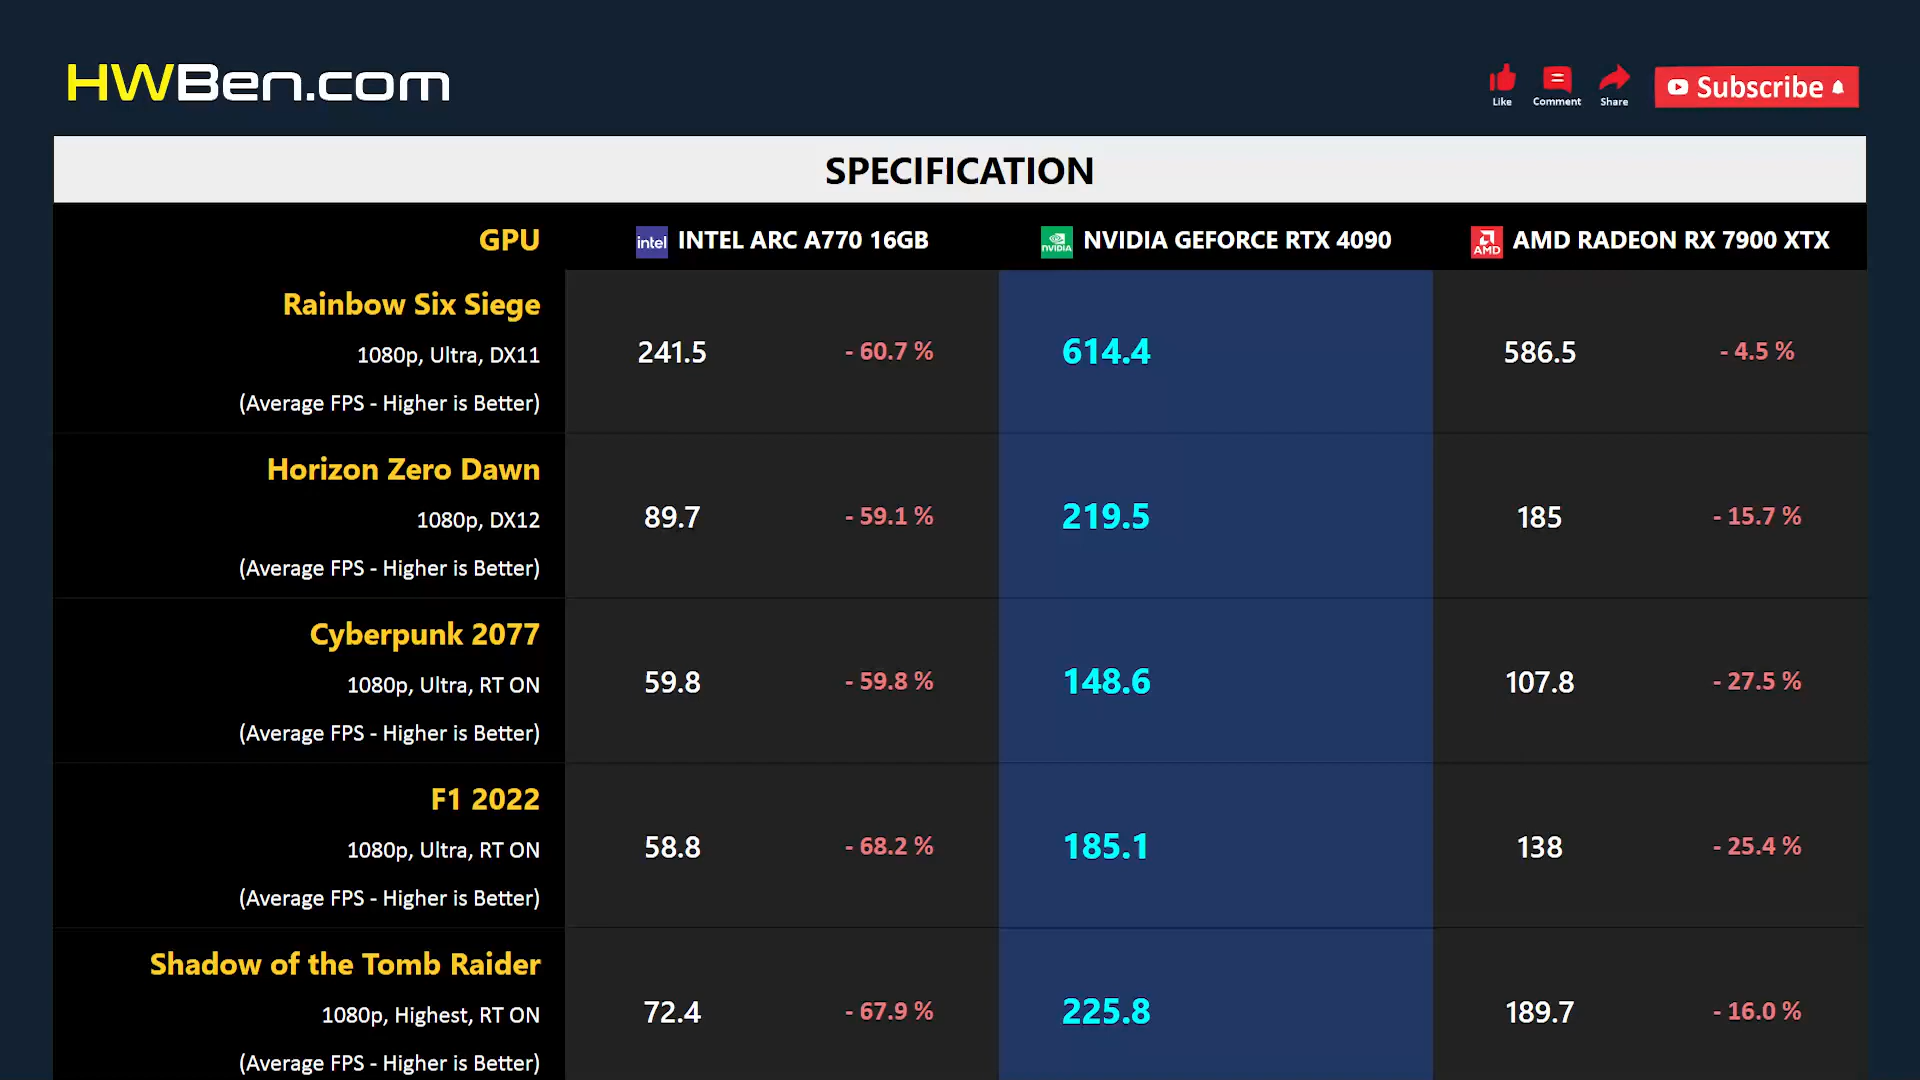 HWBen.com
Like Comment Share Subscribe
SPECIFICATION
GPU intel INTEL ARC A770 16GB NVIDIA NVIDIA GEFORCE RTX 4090 AMD AMD RADEON RX 7900 XTX
Rainbow Six Siege
1080p, Ultra, DX11
(Average FPS - Higher is Better)
241.5 - 60.7 % 614.4 586.5 - 4.5 %
Horizon Zero Dawn
1080p, DX12
(Average FPS - Higher is Better)
89.7 - 59.1 % 219.5 185 - 15.7 %
Cyberpunk 2077
1080p, Ultra, RT ON
(Average FPS - Higher is Better)
59.8 - 59.8 % 148.6 107.8 - 27.5 %
F1 2022
1080p, Ultra, RT ON
(Average FPS - Higher is Better)
58.8 - 68.2 % 185.1 138 - 25.4 %
Shadow of the Tomb Raider
1080p, Highest, RT ON
(Average FPS - Higher is Better)
72.4 - 67.9 % 225.8 189.7 - 16.0 %